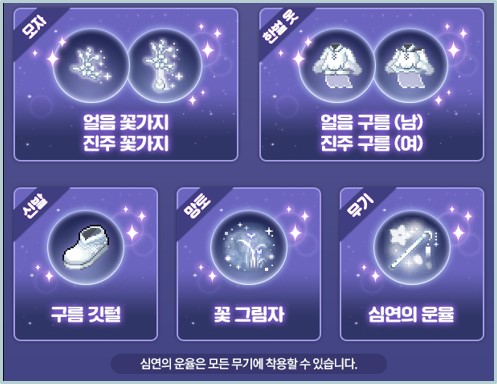 모자
얼음 꽃가지
진주 꽃가지
한벌 옷
얼음 구름 (남)
진주 구름 (여)
신발
구름 깃털
망토
꽃 그림자
무기
심연의 운율
심연의 운율은 모든 무기에 착용할 수 있습니다.